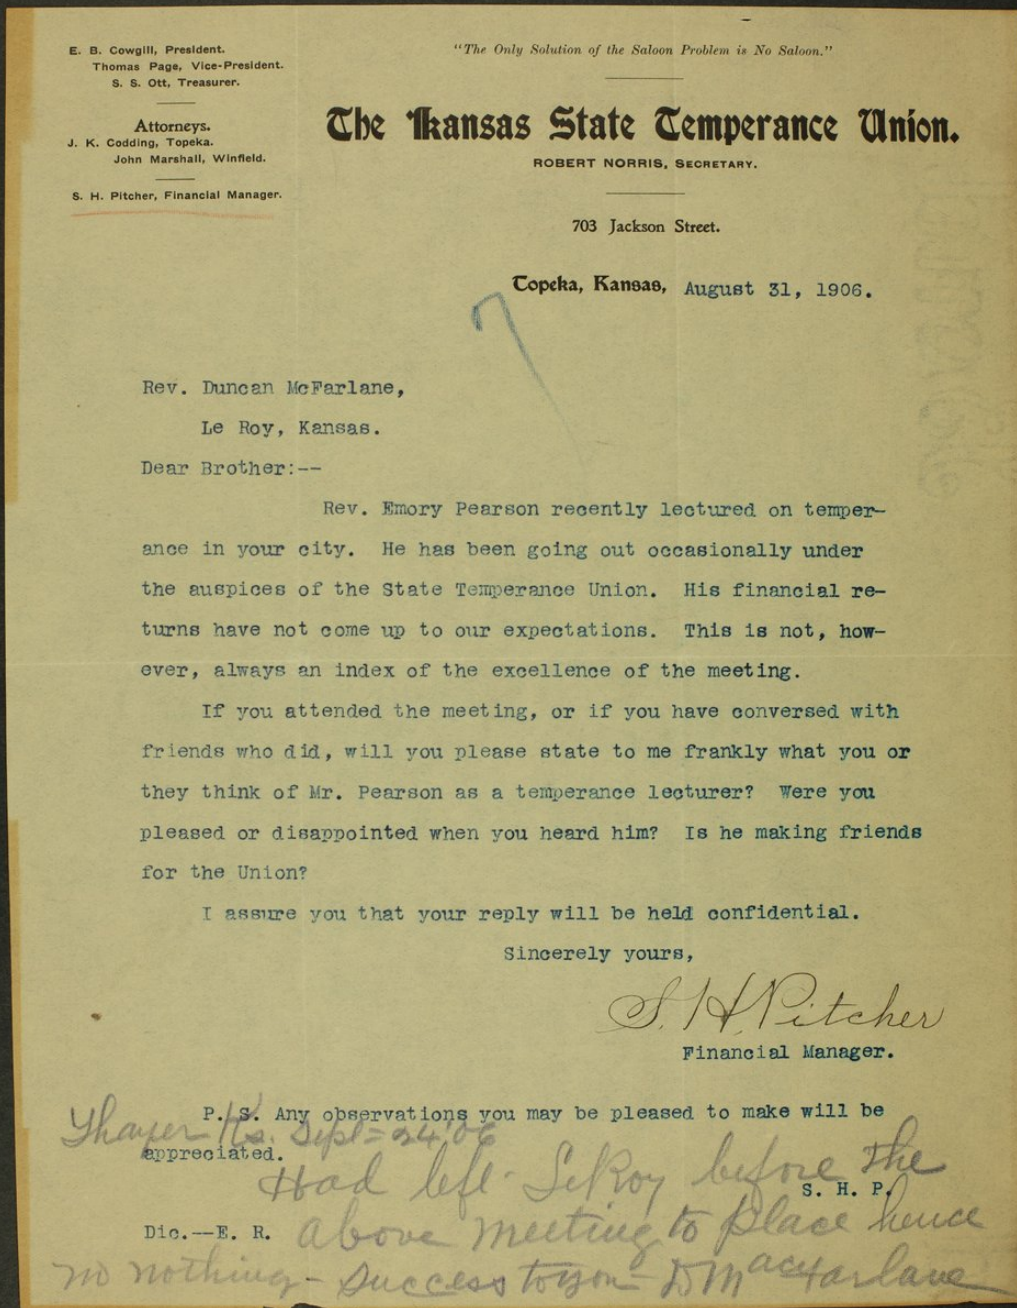 E. B. Cowgill, President.
Thomas Page, Vice-President.
S. S. Ott, Treasurer.
Attorneys.
J. K. Codding, Topeka.
John Marshall, Winfield.
S. H. Pitcher, Financial Manager.
"The Only Solution of the Saloon Problem is No Saloon."
The Kansas State Temperance Union.
ROBERT NORRIS, SECRETARY.
703 Jackson Street.
Topeka, Kansas, August 31, 1906.
7
Rev. Duncan McFarlane,
Le Roy, Kansas.
Dear Brother:--
Rev. Emory Pearson recently lectured on temper-
ance in your city. He has been going out occasionally under
the auspices of the State Temperance Union. His financial re-
turns have not come up to our expectations. This is not, how-
ever, always an index of the excellence of the meeting.
If you attended the meeting, or if you have conversed with
friends who did, will you please state to me frankly what you or
they think of Mr. Pearson as a temperance lecturer? Were you
pleased or disappointed when you heard him? Is he making friends
for the Union?
I assure you that your reply will be held confidential.
Sincerely yours,
S. H. Pitcher
Financial Manager.
P. S. Any observations you may be pleased to make will be
appreciated.
S. H. P.
Dic.--E. R.
Thayer Ks. Sept = 24 '06
Had left LeRoy before the
above meeting to place hence
no nothing - success to you - D MacFarlane